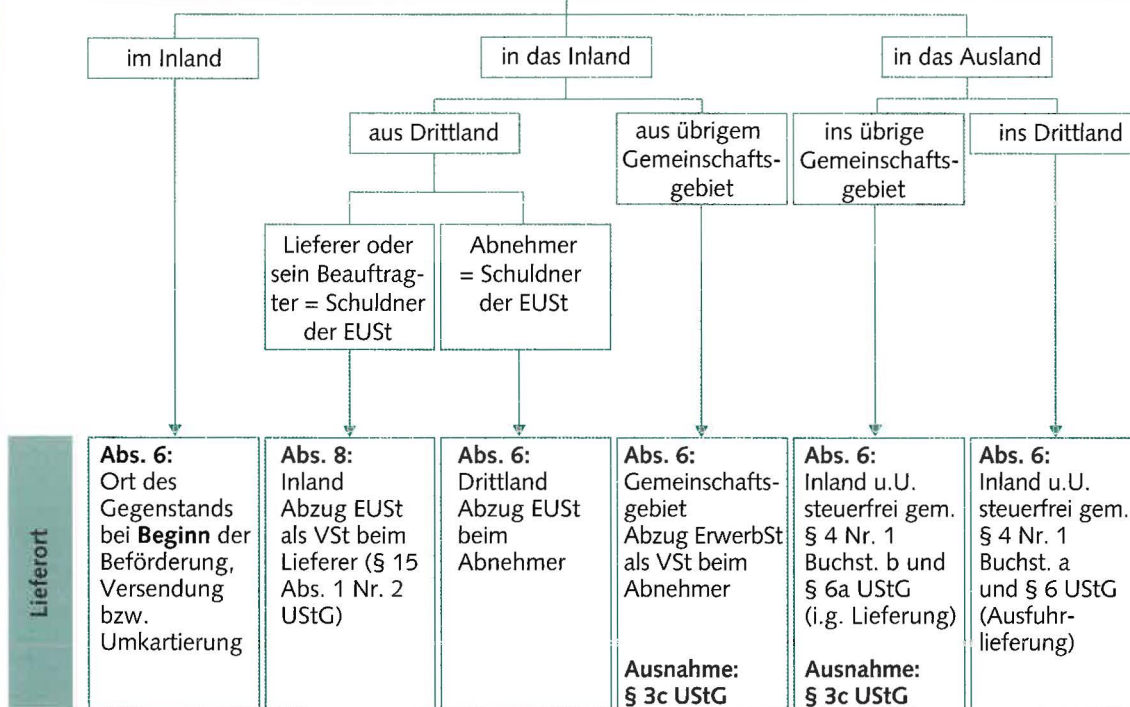 im Inland
in das Inland
in das Ausland
aus Drittland
aus übrigem
Gemeinschafts-
gebiet
ins übrige
Gemeinschafts-
gebiet
ins Drittland
Lieferer oder
sein Beauftrag-
ter = Schuldner
der EUSt
Abnehmer
= Schuldner
der EUSt
Lieferort
Abs. 6:
Ort des
Gegenstands
bei Beginn der
Beförderung,
Versendung
bzw.
Umkartierung
Abs. 8:
Inland
Abzug EUSt
als VSt beim
Lieferer (§ 15
Abs. 1 Nr. 2
UStG)
Abs. 6:
Drittland
Abzug EUSt
beim
Abnehmer
Abs. 6:
Gemeinschafts-
gebiet
Abzug ErwerbSt
als VSt beim
Abnehmer
Ausnahme:
§ 3c UStG
Abs. 6:
Inland u.U.
steuerfrei gem.
§ 4 Nr. 1
Buchst. b und
§ 6a UStG
(i.g. Lieferung)
Ausnahme:
§ 3c UStG
Abs. 6:
Inland u.U.
steuerfrei gem.
§ 4 Nr. 1
Buchst. a
und § 6 UStG
(Ausfuhr-
lieferung)